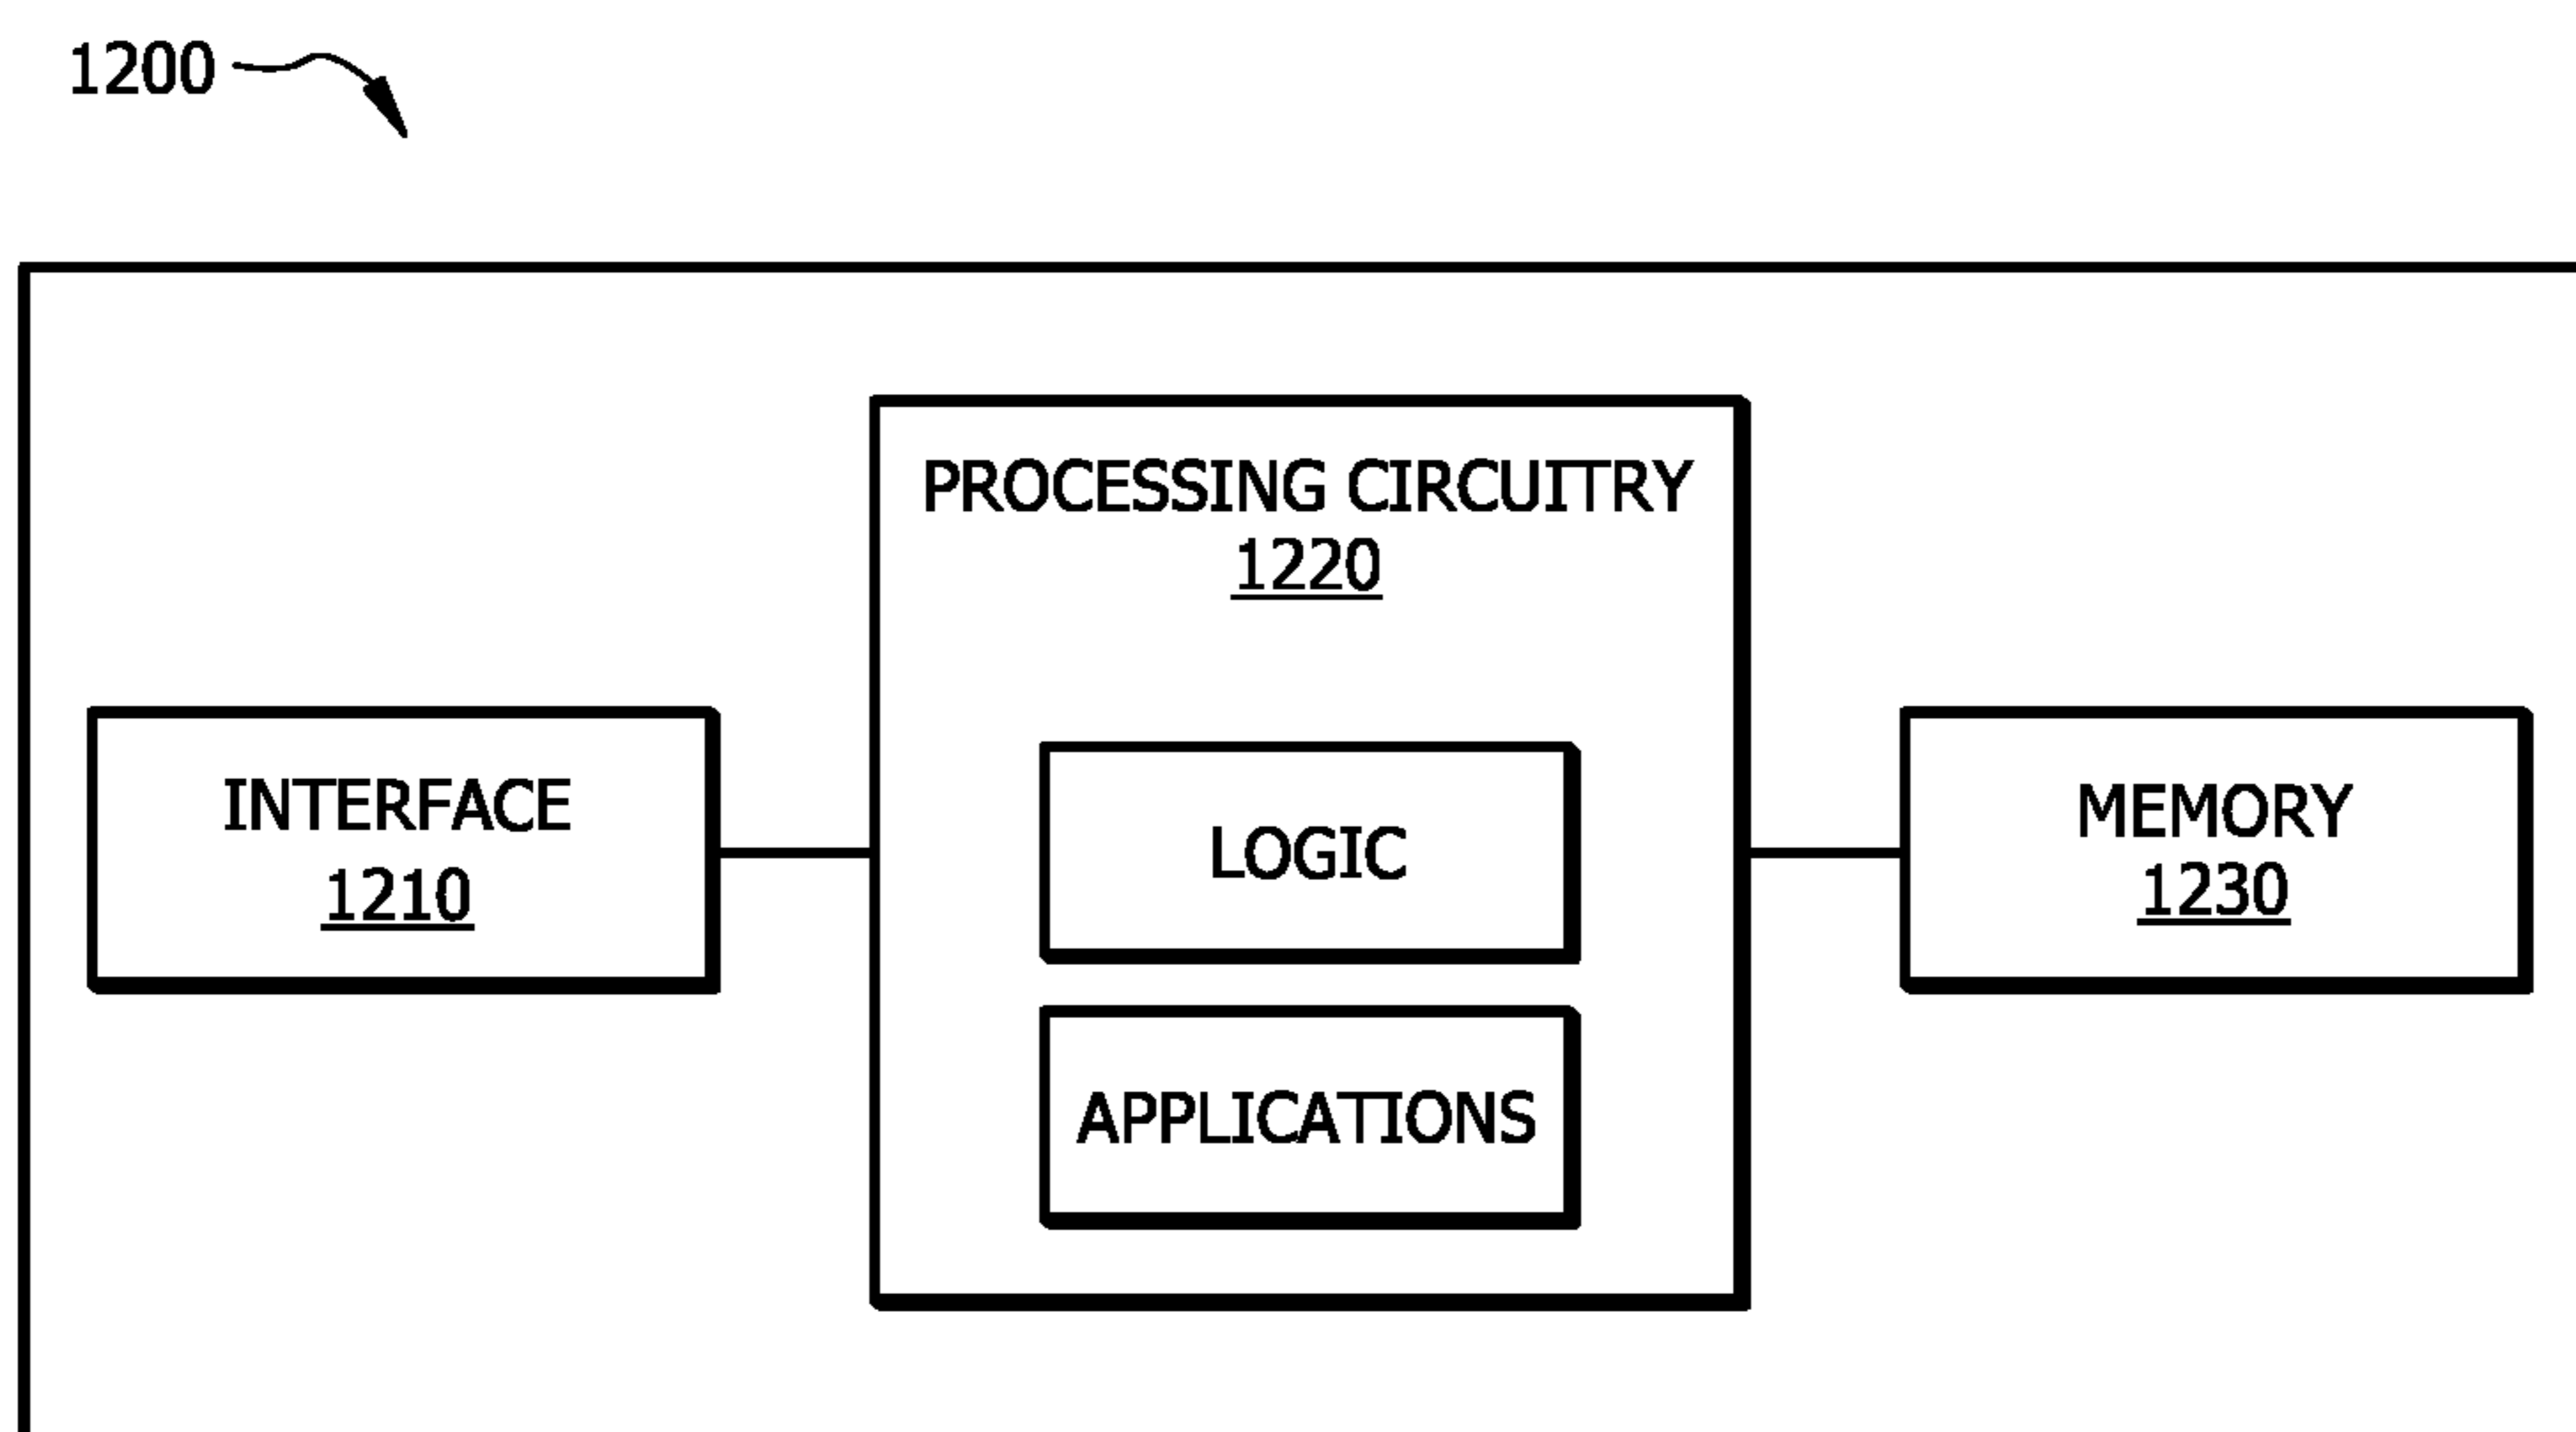 1200
PROCESSING CIRCUITRY
1220
INTERFACE
1210
LOGIC
MEMORY
1230
APPLICATIONS